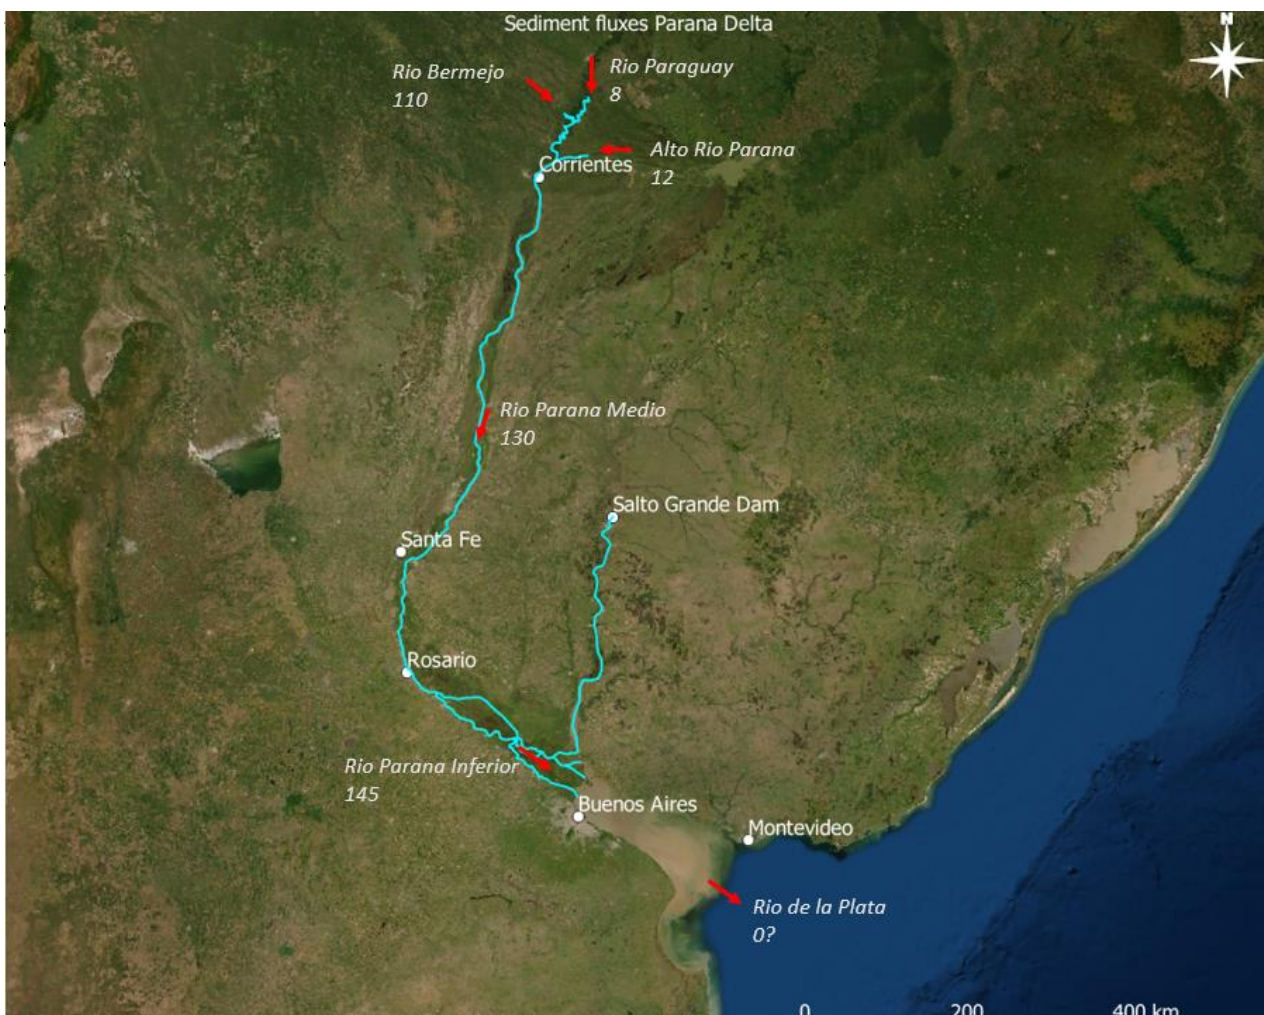 Sediment fluxes Parana Delta
N
Rio Bermejo
110
Rio Paraguay
8
Alto Rio Parana
12
Corrientes
Rio Parana Medio
130
Salto Grande Dam
Santa Fe
Rosario
Rio Parana Inferior
145
Buenos Aires
Montevideo
Rio de la Plata
0?
0 200 400 km